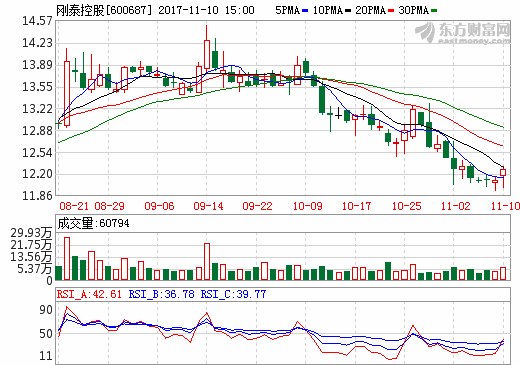 刚泰控股[600687] 2017-11-10 15:00 5PMA 10PMA 20PMA 30PMA
东方财富网
eastmoney.com
14.57
14.23
13.89
13.55
13.22
12.88
12.54
12.20
11.86
08-21 08-29 09-06 09-14 09-22 10-09 10-17 10-25 11-02 11-10
成交量:60794
29.93万
21.75万
13.56万
5.37万
0
RSI_A:42.61 RSI_B:36.78 RSI_C:39.77
90
50
11